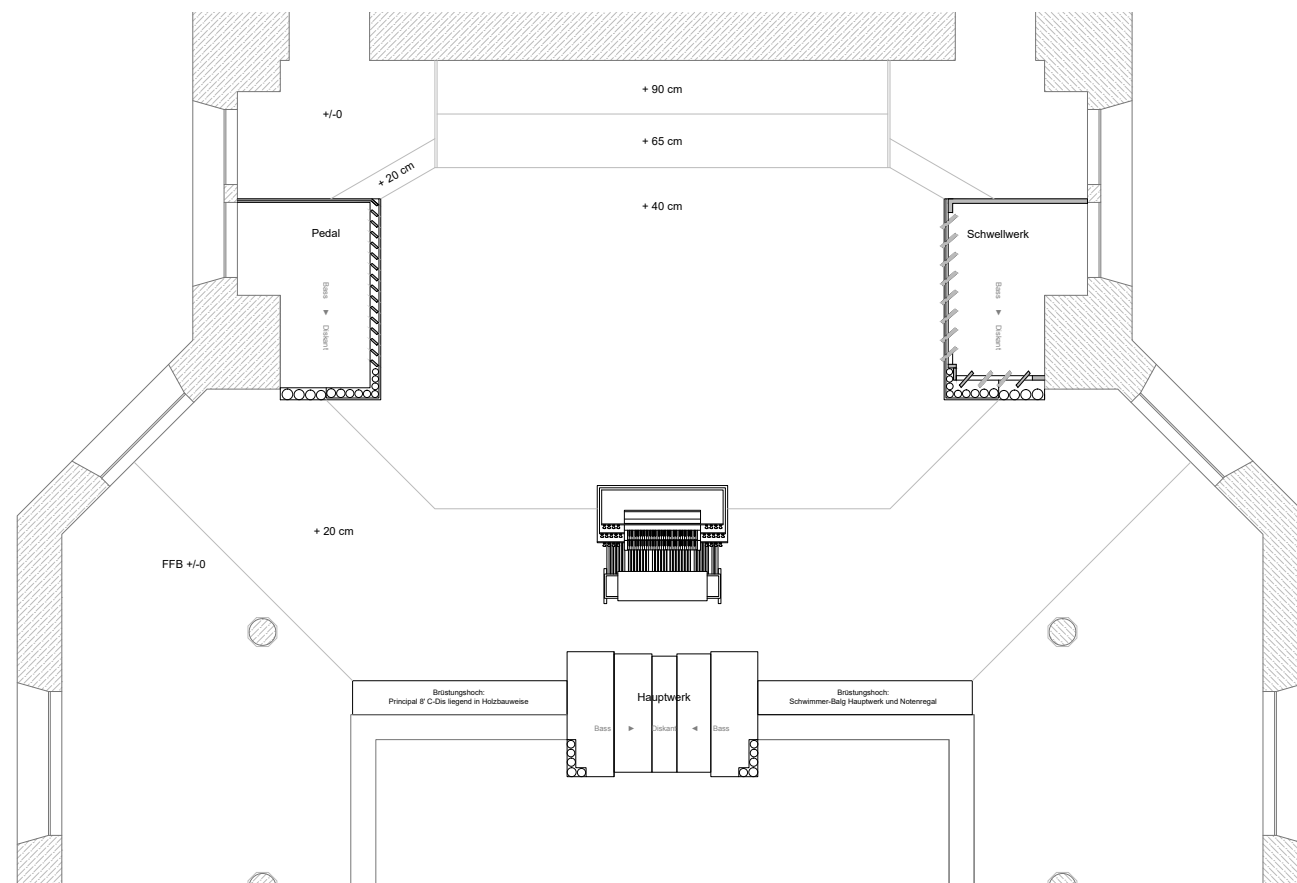 + 90 cm
+/-0
+ 65 cm
+ 20 cm
+ 40 cm
Pedal
Schwellwerk
Bass ▼ Diskant
Bass ▼ Diskant
+ 20 cm
FFB +/-0
Brüstungshoch:
Principal 8' C-Dis liegend in Holzbauweise
Hauptwerk
Brüstungshoch:
Schwimmer-Balg Hauptwerk und Notenregal
Bass ► Diskant ◄ Bass